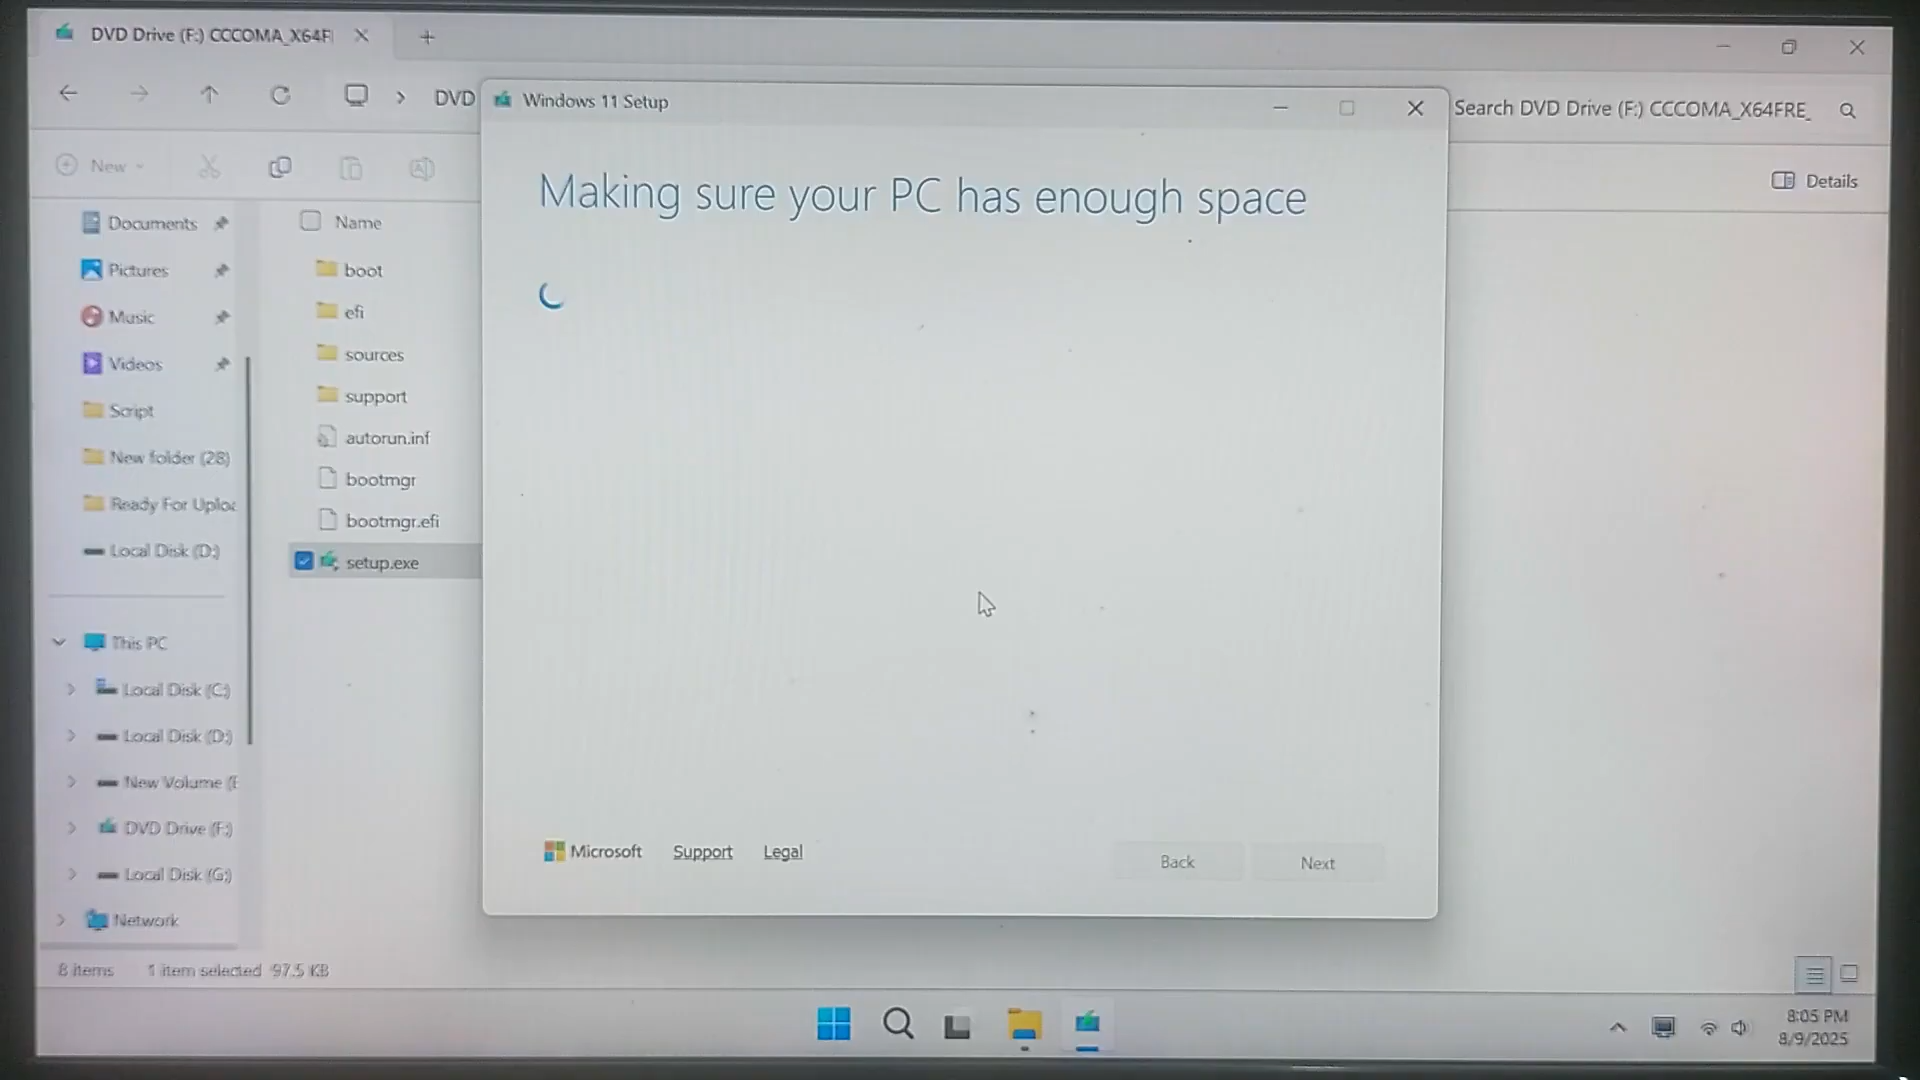 DVD Drive (F:) CCCOMA_X64F
DVD
Windows 11 Setup
Search DVD Drive (F:) CCCOMA_X64FRE_
New
Details
Making sure your PC has enough space
Documents
Pictures
Music
Videos
Script
New folder (28)
Ready For Uploa
Local Disk (D:)
This PC
Local Disk (C:)
Local Disk (D:)
New Volume (E
DVD Drive (F:)
Local Disk (G:)
Network
Name
boot
efi
sources
support
autorun.inf
bootmgr
bootmgr.efi
setup.exe
Microsoft
Support
Legal
Back
Next
8 items
1 item selected 97.5 KB
8:05 PM
8/9/2025